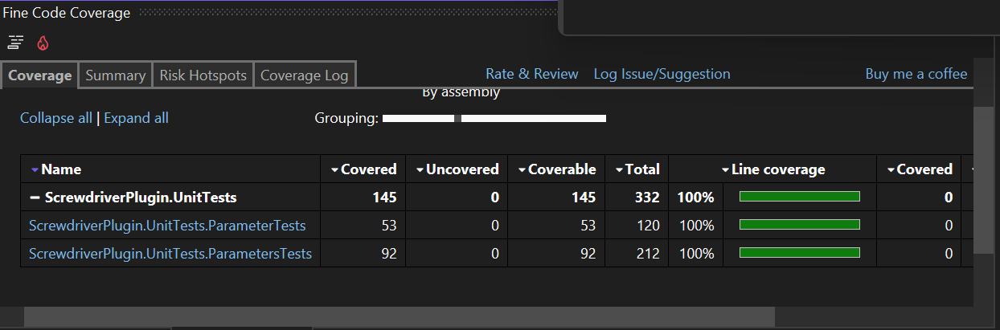 Fine Code Coverage
Coverage Summary Risk Hotspots Coverage Log Rate & Review Log Issue/Suggestion Buy me a coffee
By assembly
Collapse all | Expand all Grouping:
Name Covered Uncovered Coverable Total Line coverage Covered
ScrewdriverPlugin.UnitTests 145 0 145 332 100% 0
ScrewdriverPlugin.UnitTests.ParameterTests 53 0 53 120 100% 0
ScrewdriverPlugin.UnitTests.ParametersTests 92 0 92 212 100% 0